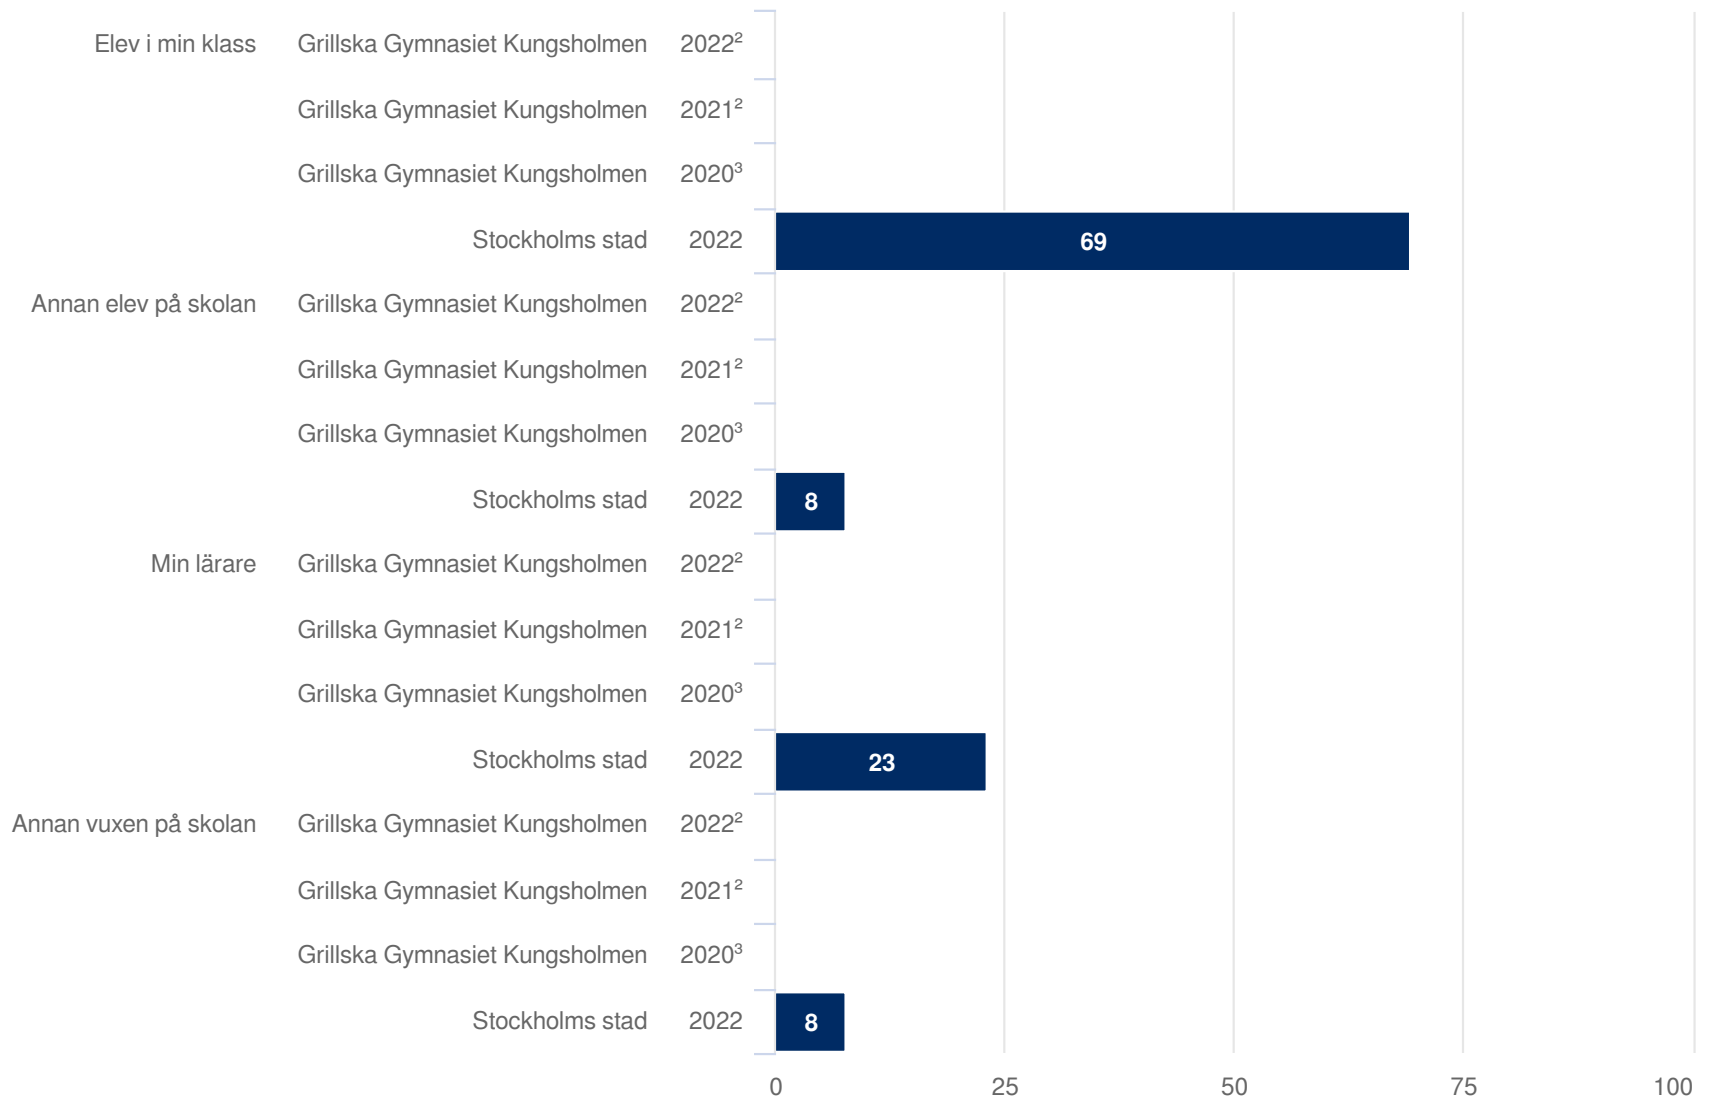 Elev i min klass Grillska Gymnasiet Kungsholmen 2022²
Grillska Gymnasiet Kungsholmen 2021²
Grillska Gymnasiet Kungsholmen 2020³
Stockholms stad 2022 69
Annan elev på skolan Grillska Gymnasiet Kungsholmen 2022²
Grillska Gymnasiet Kungsholmen 2021²
Grillska Gymnasiet Kungsholmen 2020³
Stockholms stad 2022 8
Min lärare Grillska Gymnasiet Kungsholmen 2022²
Grillska Gymnasiet Kungsholmen 2021²
Grillska Gymnasiet Kungsholmen 2020³
Stockholms stad 2022 23
Annan vuxen på skolan Grillska Gymnasiet Kungsholmen 2022²
Grillska Gymnasiet Kungsholmen 2021²
Grillska Gymnasiet Kungsholmen 2020³
Stockholms stad 2022 8
0 25 50 75 100